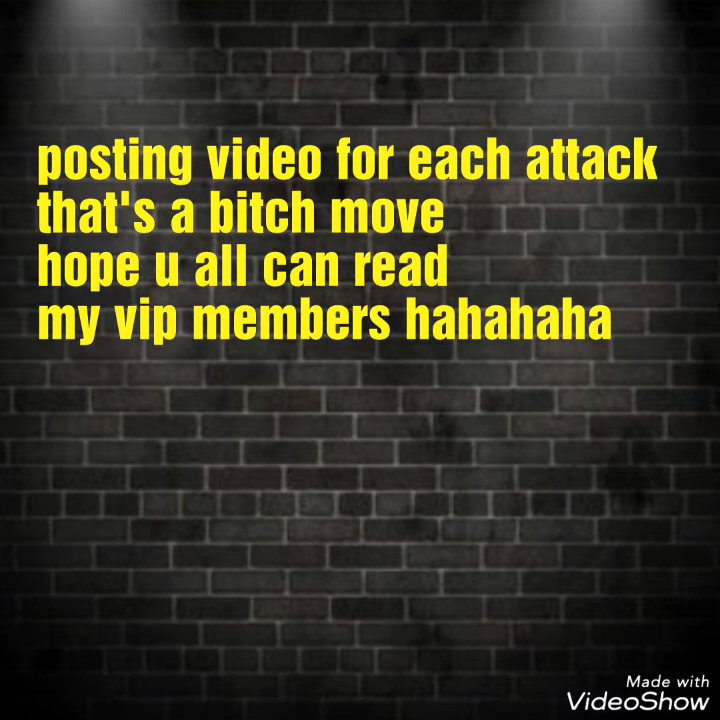 posting video for each attack
that's a bitch move
hope u all can read
my vip members hahahaha
Made with
VideoShow